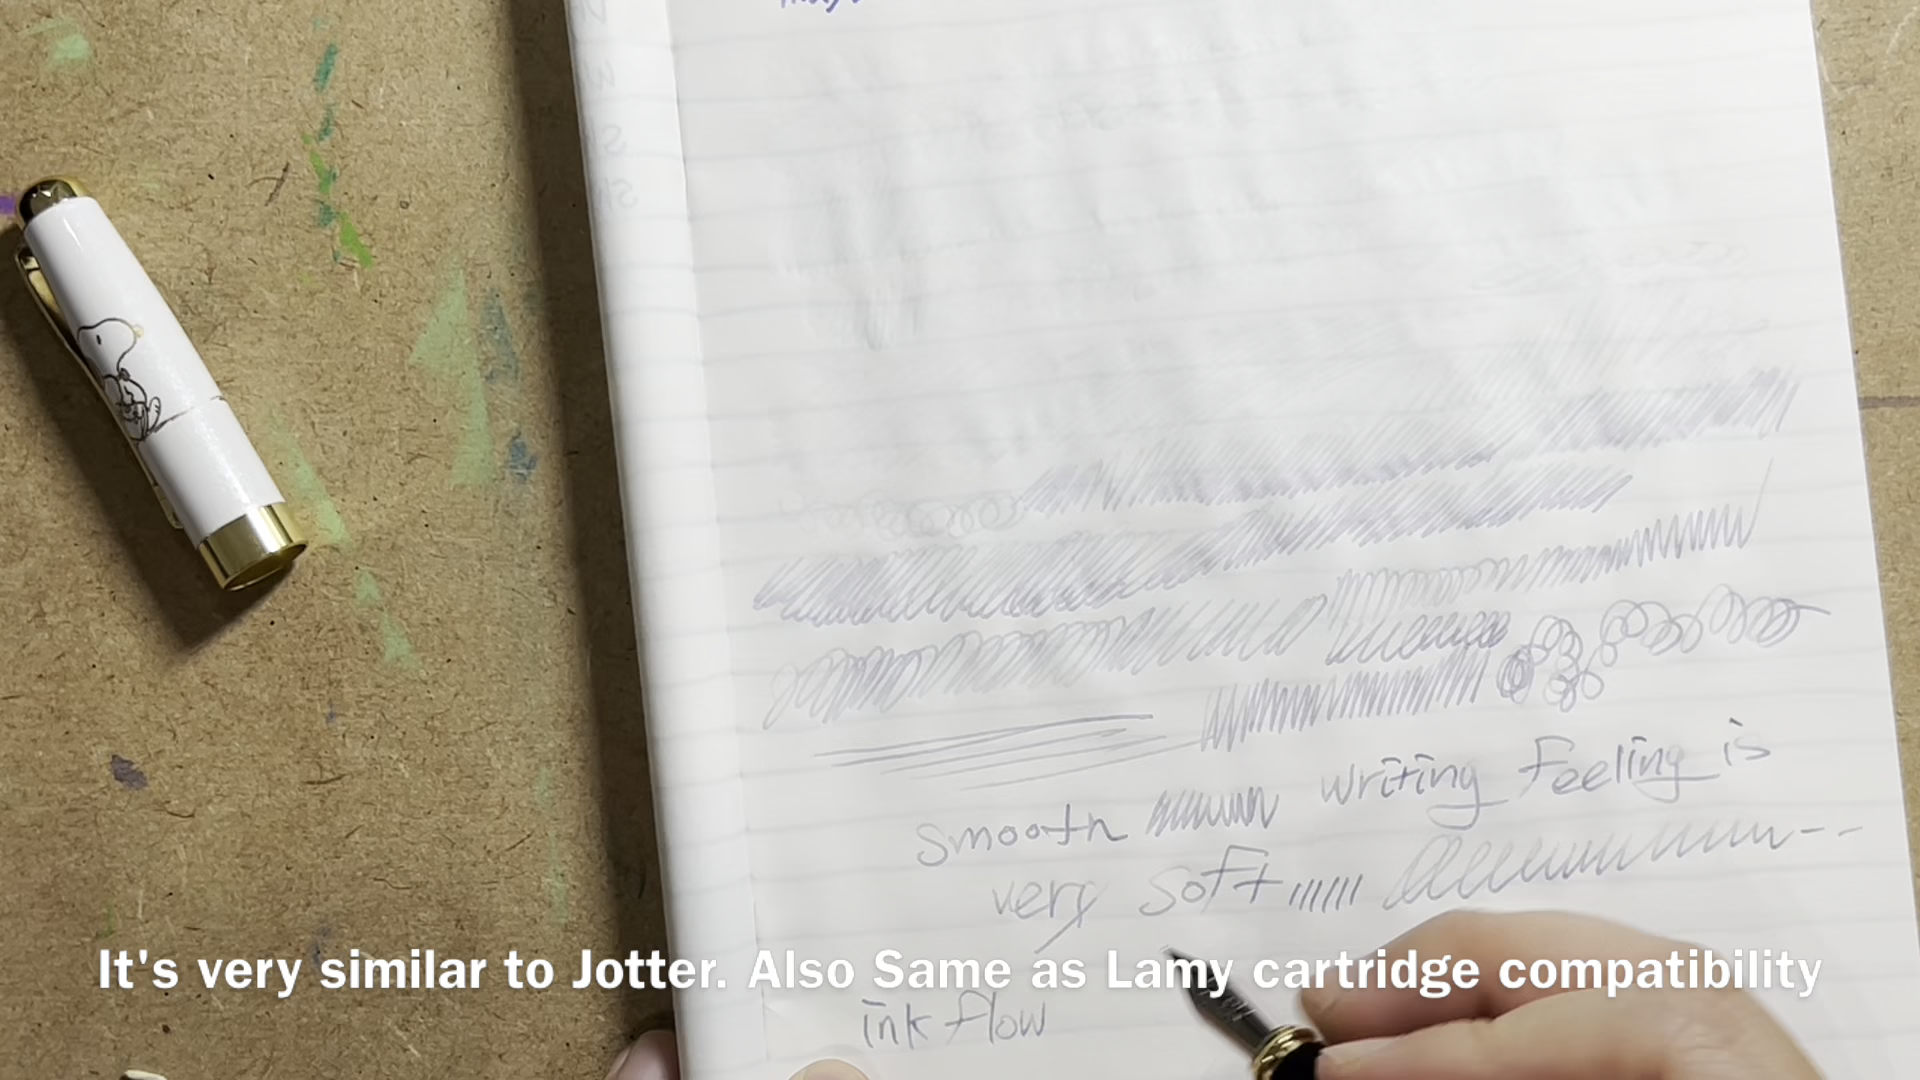 smooth writing feeling is
very soft
It's very similar to Jotter. Also Same as Lamy cartridge compatibility
ink flow